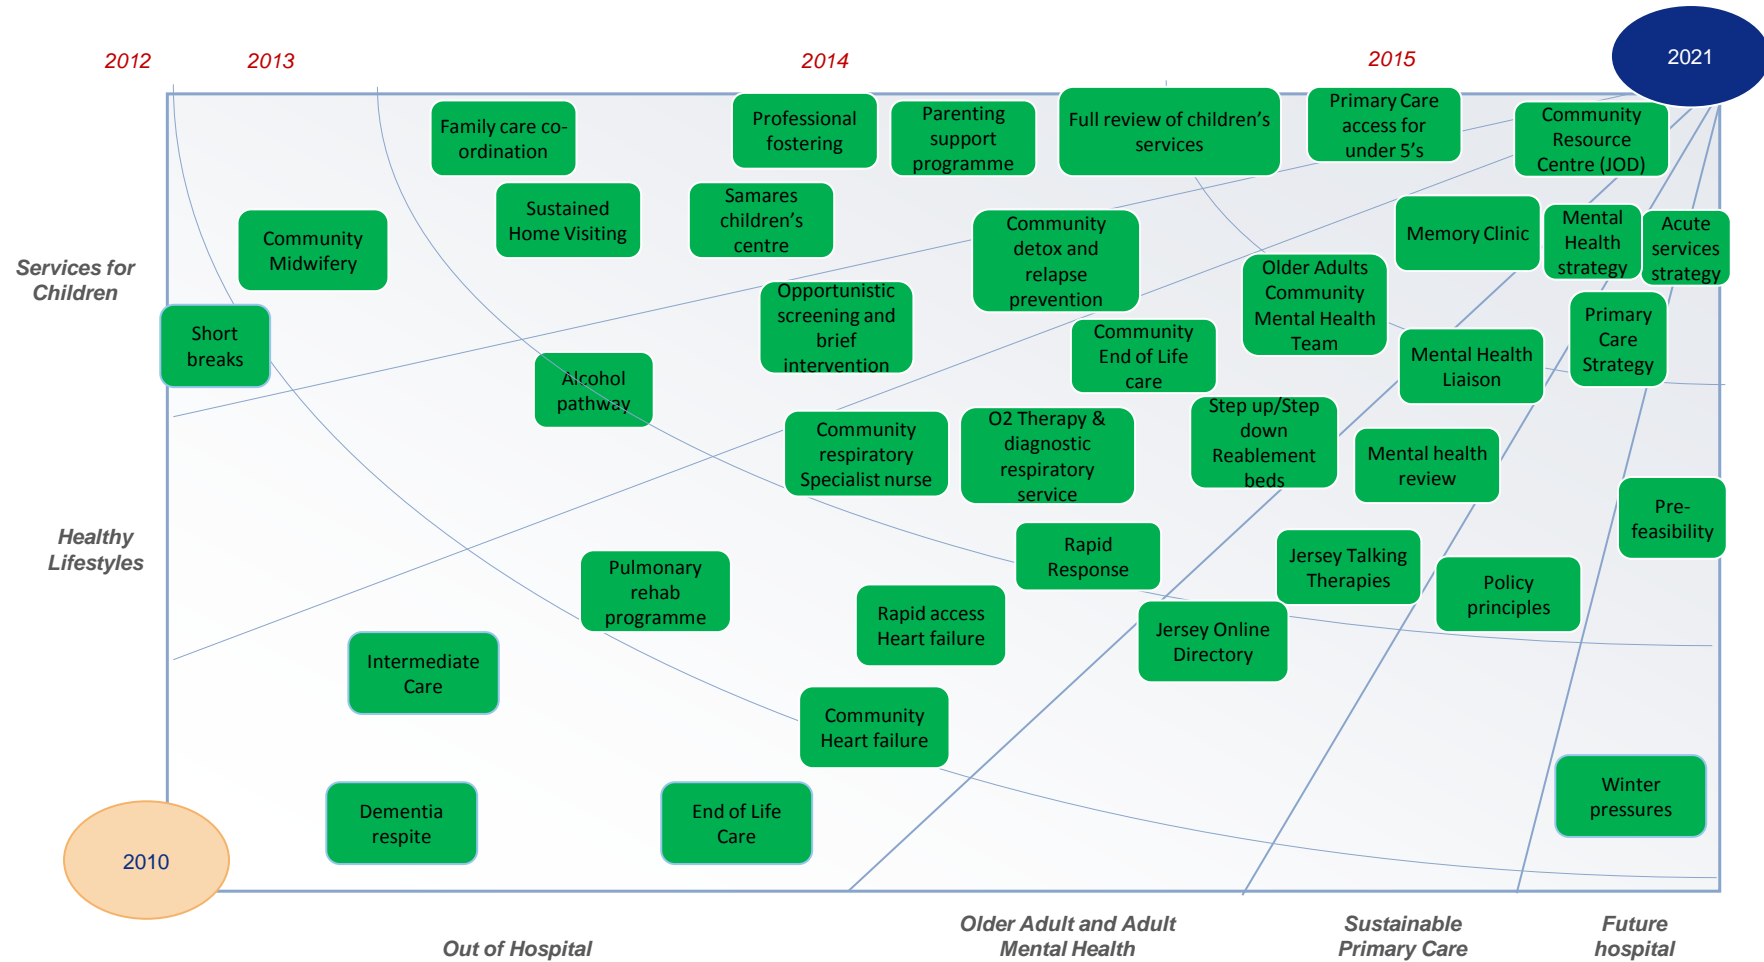 2012
2013
2014
2015
2021
Family care co-
ordination
Professional
fostering
Parenting
support
programme
Full review of children's
services
Primary Care
access for
under 5's
Community
Resource
Centre (JOD)
Services for
Children
Community
Midwifery
Sustained
Home Visiting
Samares
children's
centre
Community
detox and
relapse
prevention
Memory Clinic
Mental
Health
strategy
Acute
services
strategy
Short
breaks
Opportunistic
screening and
brief
intervention
Older Adults
Community
Mental Health
Team
Community
End of Life
care
Mental Health
Liaison
Primary
Care
Strategy
Alcohol
pathway
Community
respiratory
Specialist nurse
O2 Therapy &
diagnostic
respiratory
service
Step up/Step
down
Reablement
beds
Mental health
review
Healthy
Lifestyles
Pre-
feasibility
Pulmonary
rehab
programme
Rapid
Response
Jersey Talking
Therapies
Policy
principles
Rapid access
Heart failure
Jersey Online
Directory
Intermediate
Care
Community
Heart failure
Dementia
respite
End of Life
Care
Winter
pressures
2010
Out of Hospital
Older Adult and Adult
Mental Health
Sustainable
Primary Care
Future
hospital